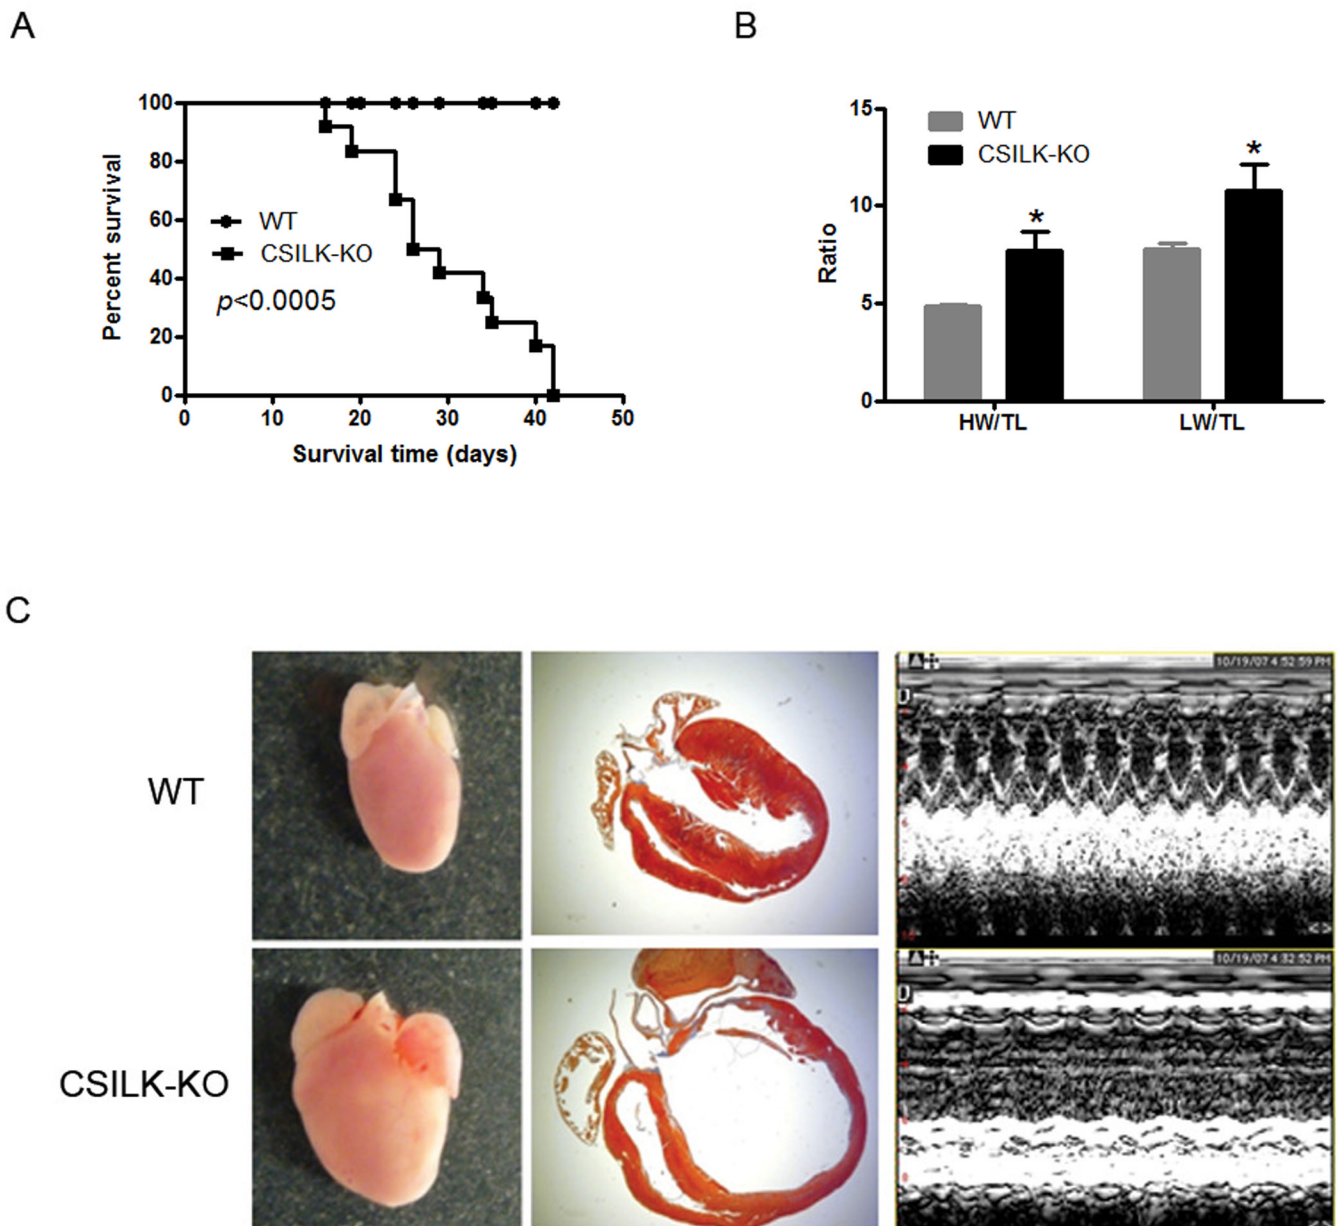 A
B
100
80
60
40
20
0
Percent survival
WT
CSILK-KO
p<0.0005
0 10 20 30 40 50
Survival time (days)
15
10
5
0
Ratio
WT
CSILK-KO
*
*
HW/TL LW/TL
C
WT
10/19/07 4:52:59 PM
CSILK-KO
10/19/07 4:32:52 PM